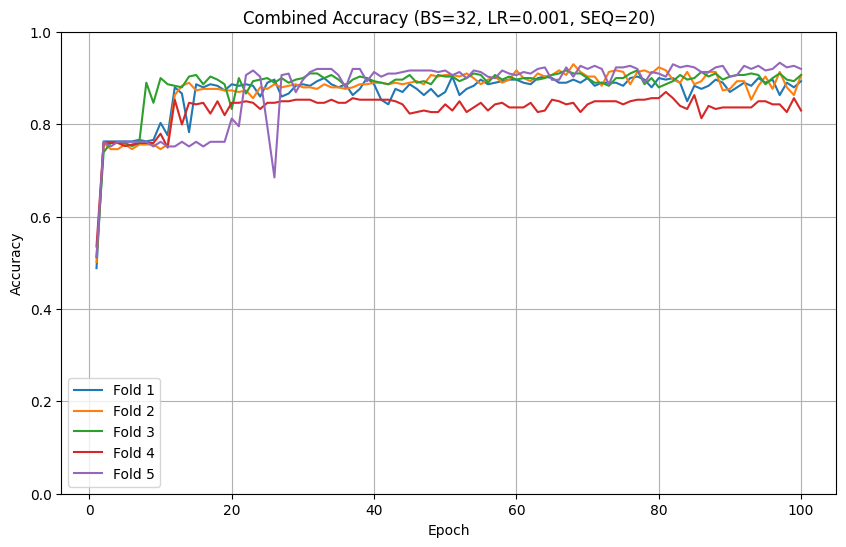 Combined Accuracy (BS=32, LR=0.001, SEQ=20)
1.0
0.8
0.6
0.4
0.2
0.0
Accuracy
Fold 1
Fold 2
Fold 3
Fold 4
Fold 5
0 20 40 60 80 100
Epoch